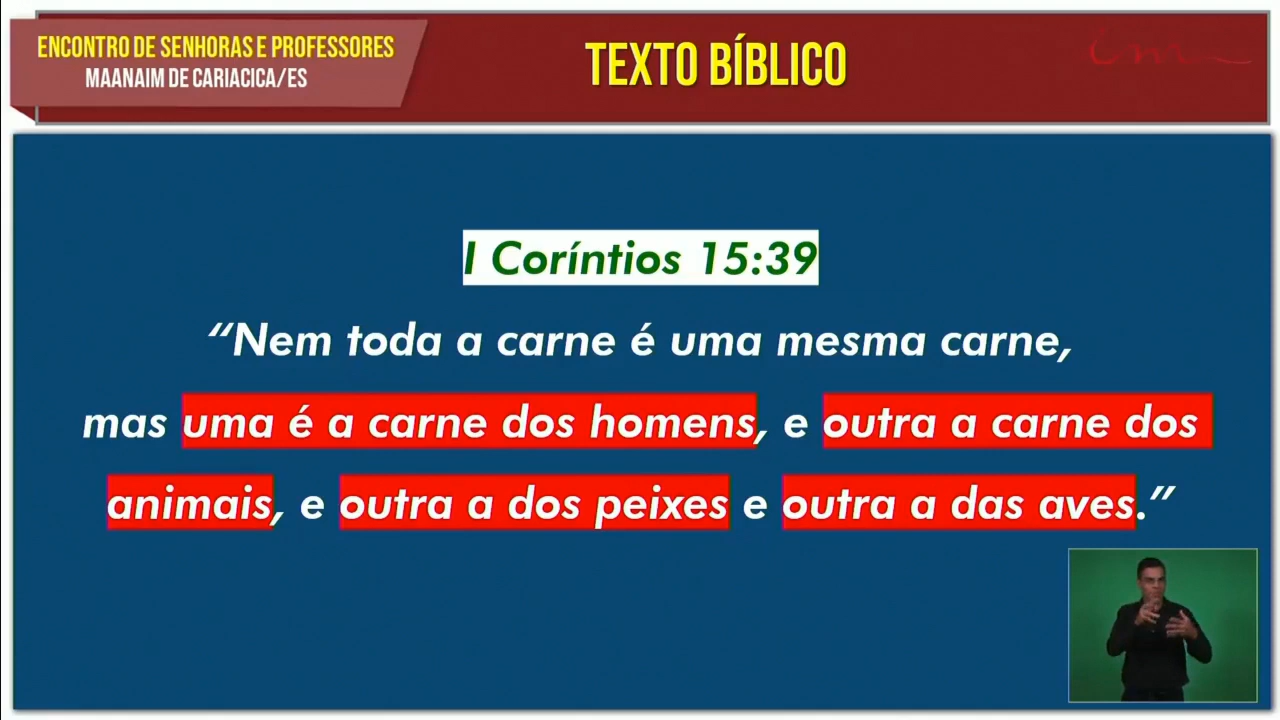 ENCONTRO DE SENHORAS E PROFESSORES
MAANAIM DE CARIACICA/ES
TEXTO BÍBLICO
I Coríntios 15:39
“Nem toda a carne é uma mesma carne,
mas uma é a carne dos homens, e outra a carne dos
animais, e outra a dos peixes e outra a das aves.”